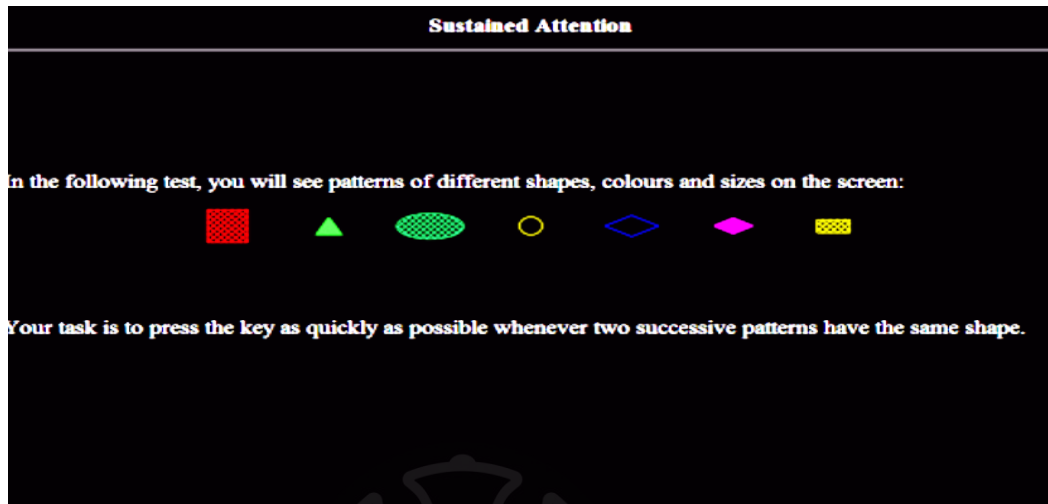 Sustained Attention
In the following test, you will see patterns of different shapes, colours and sizes on the screen:
Your task is to press the key as quickly as possible whenever two successive patterns have the same shape.